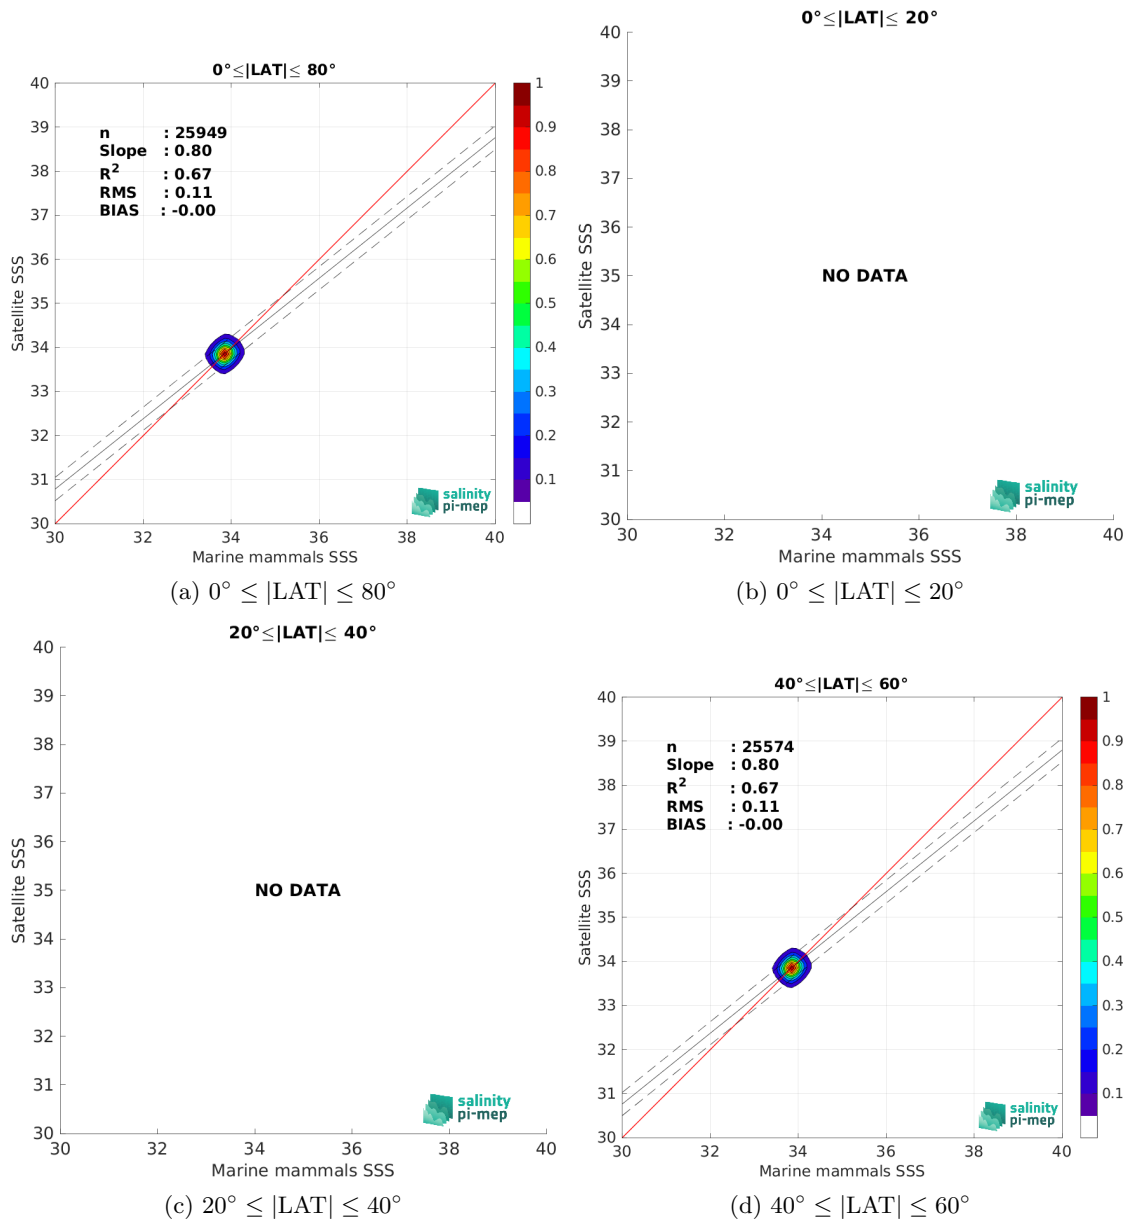 0°≤|LAT|≤ 80°
40
39
38
37
36
35
34
33
32
31
30
Satellite SSS
n : 25949
Slope : 0.80
R² : 0.67
RMS : 0.11
BIAS : -0.00
salinity
pi-mep
30 32 34 36 38 40
Marine mammals SSS
1
0.9
0.8
0.7
0.6
0.5
0.4
0.3
0.2
0.1
(a) 0° ≤ |LAT| ≤ 80°
0°≤|LAT|≤ 20°
40
39
38
37
36
35
34
33
32
31
30
Satellite SSS
NO DATA
salinity
pi-mep
30 32 34 36 38 40
Marine mammals SSS
(b) 0° ≤ |LAT| ≤ 20°
20°≤|LAT|≤ 40°
40
39
38
37
36
35
34
33
32
31
30
Satellite SSS
NO DATA
salinity
pi-mep
30 32 34 36 38 40
Marine mammals SSS
(c) 20° ≤ |LAT| ≤ 40°
40°≤|LAT|≤ 60°
40
39
38
37
36
35
34
33
32
31
30
Satellite SSS
n : 25574
Slope : 0.80
R² : 0.67
RMS : 0.11
BIAS : -0.00
salinity
pi-mep
30 32 34 36 38 40
Marine mammals SSS
1
0.9
0.8
0.7
0.6
0.5
0.4
0.3
0.2
0.1
(d) 40° ≤ |LAT| ≤ 60°